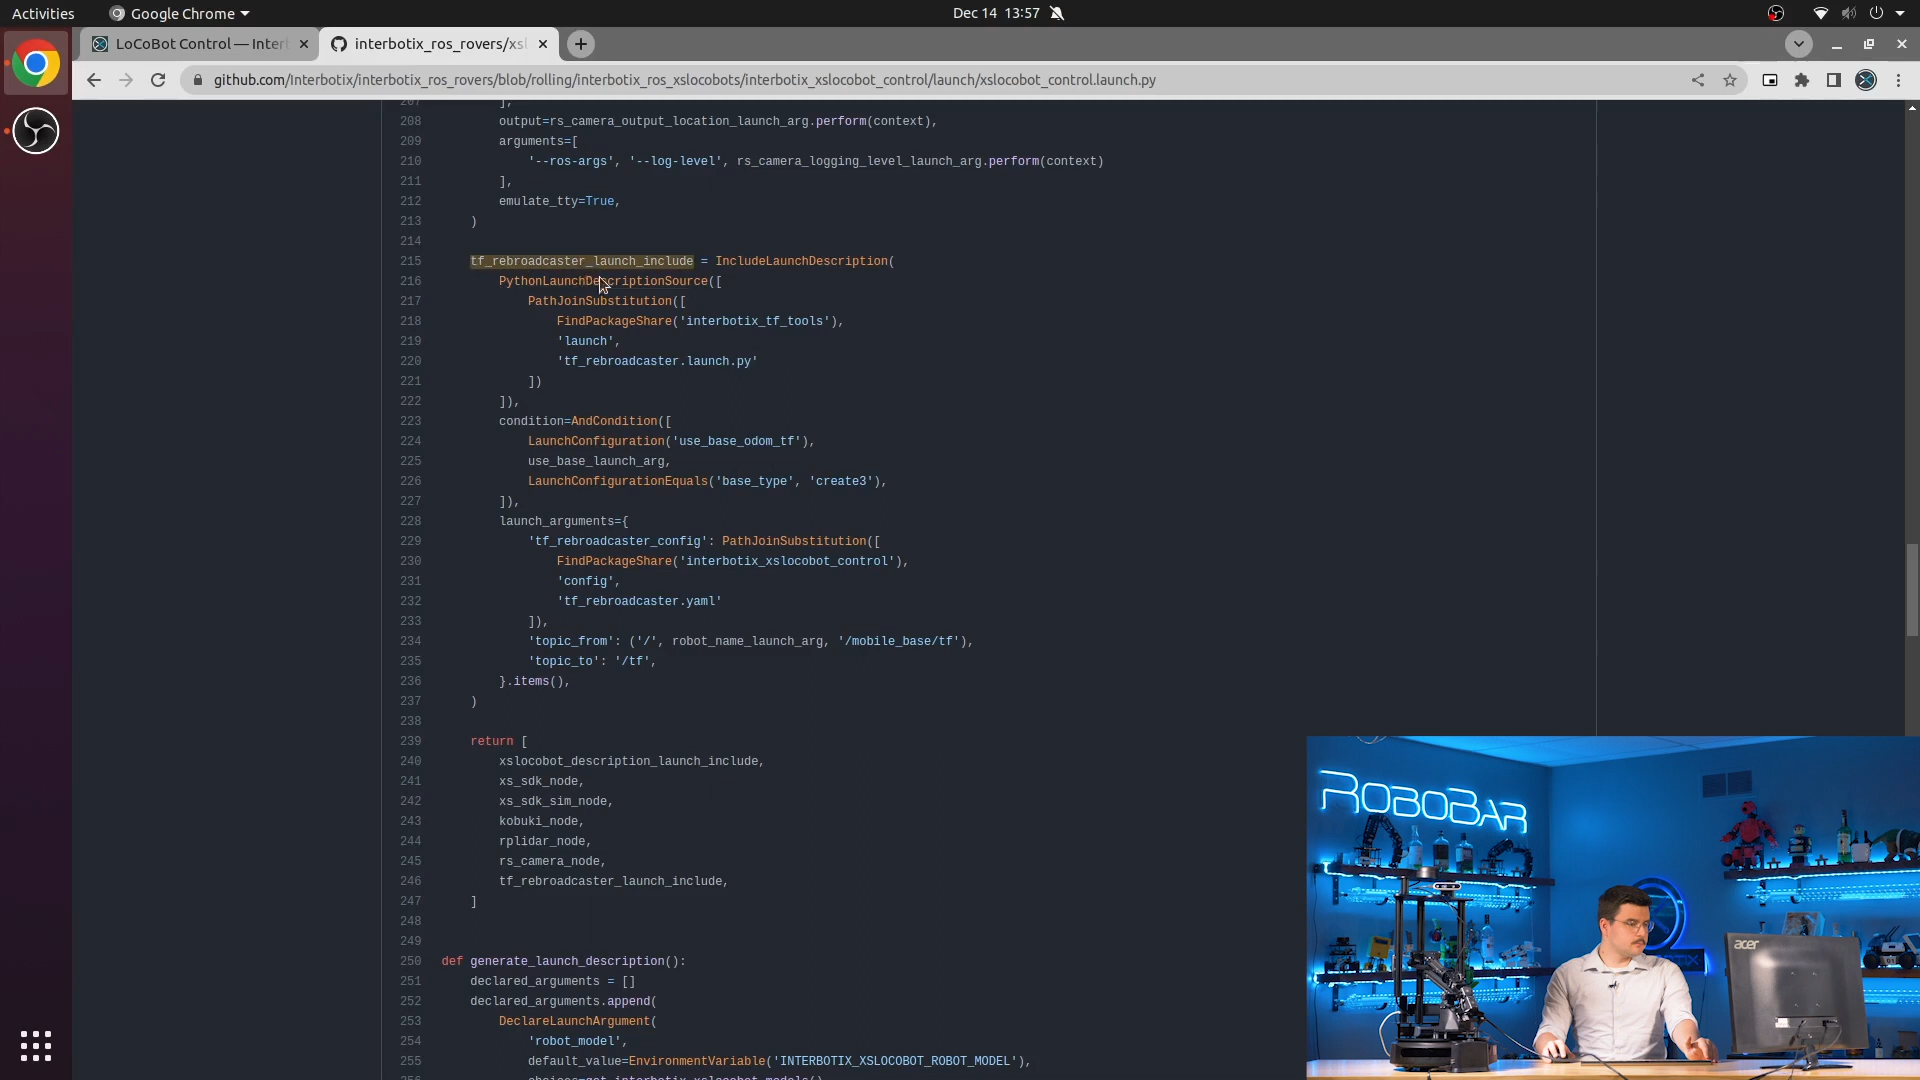 Activities
Google Chrome
Dec 14 13:57
LoCoBot Control — Inter
interbotix_ros_rovers/xsl
github.com/Interbotix/interbotix_ros_rovers/blob/rolling/interbotix_ros_xslocobots/interbotix_xslocobot_control/launch/xslocobot_control.launch.py
207 ],
208 output=rs_camera_output_location_launch_arg.perform(context),
209 arguments=[
210 '--ros-args', '--log-level', rs_camera_logging_level_launch_arg.perform(context)
211 ],
212 emulate_tty=True,
213 )
214
215 tf_rebroadcaster_launch_include = IncludeLaunchDescription(
216 PythonLaunchDescriptionSource([
217 PathJoinSubstitution([
218 FindPackageShare('interbotix_tf_tools'),
219 'launch',
220 'tf_rebroadcaster.launch.py'
221 ])
222 ]),
223 condition=AndCondition([
224 LaunchConfiguration('use_base_odom_tf'),
225 use_base_launch_arg,
226 LaunchConfigurationEquals('base_type', 'create3'),
227 ]),
228 launch_arguments={
229 'tf_rebroadcaster_config': PathJoinSubstitution([
230 FindPackageShare('interbotix_xslocobot_control'),
231 'config',
232 'tf_rebroadcaster.yaml'
233 ]),
234 'topic_from': ('/', robot_name_launch_arg, '/mobile_base/tf'),
235 'topic_to': '/tf',
236 }.items(),
237 )
238
239 return [
240 xslocobot_description_launch_include,
241 xs_sdk_node,
242 xs_sdk_sim_node,
243 kobuki_node,
244 rplidar_node,
245 rs_camera_node,
246 tf_rebroadcaster_launch_include,
247 ]
248
249
250 def generate_launch_description():
251 declared_arguments = []
252 declared_arguments.append(
253 DeclareLaunchArgument(
254 'robot_model',
255 default_value=EnvironmentVariable('INTERBOTIX_XSLOCOBOT_ROBOT_MODEL'),
ROBOBAR
acer